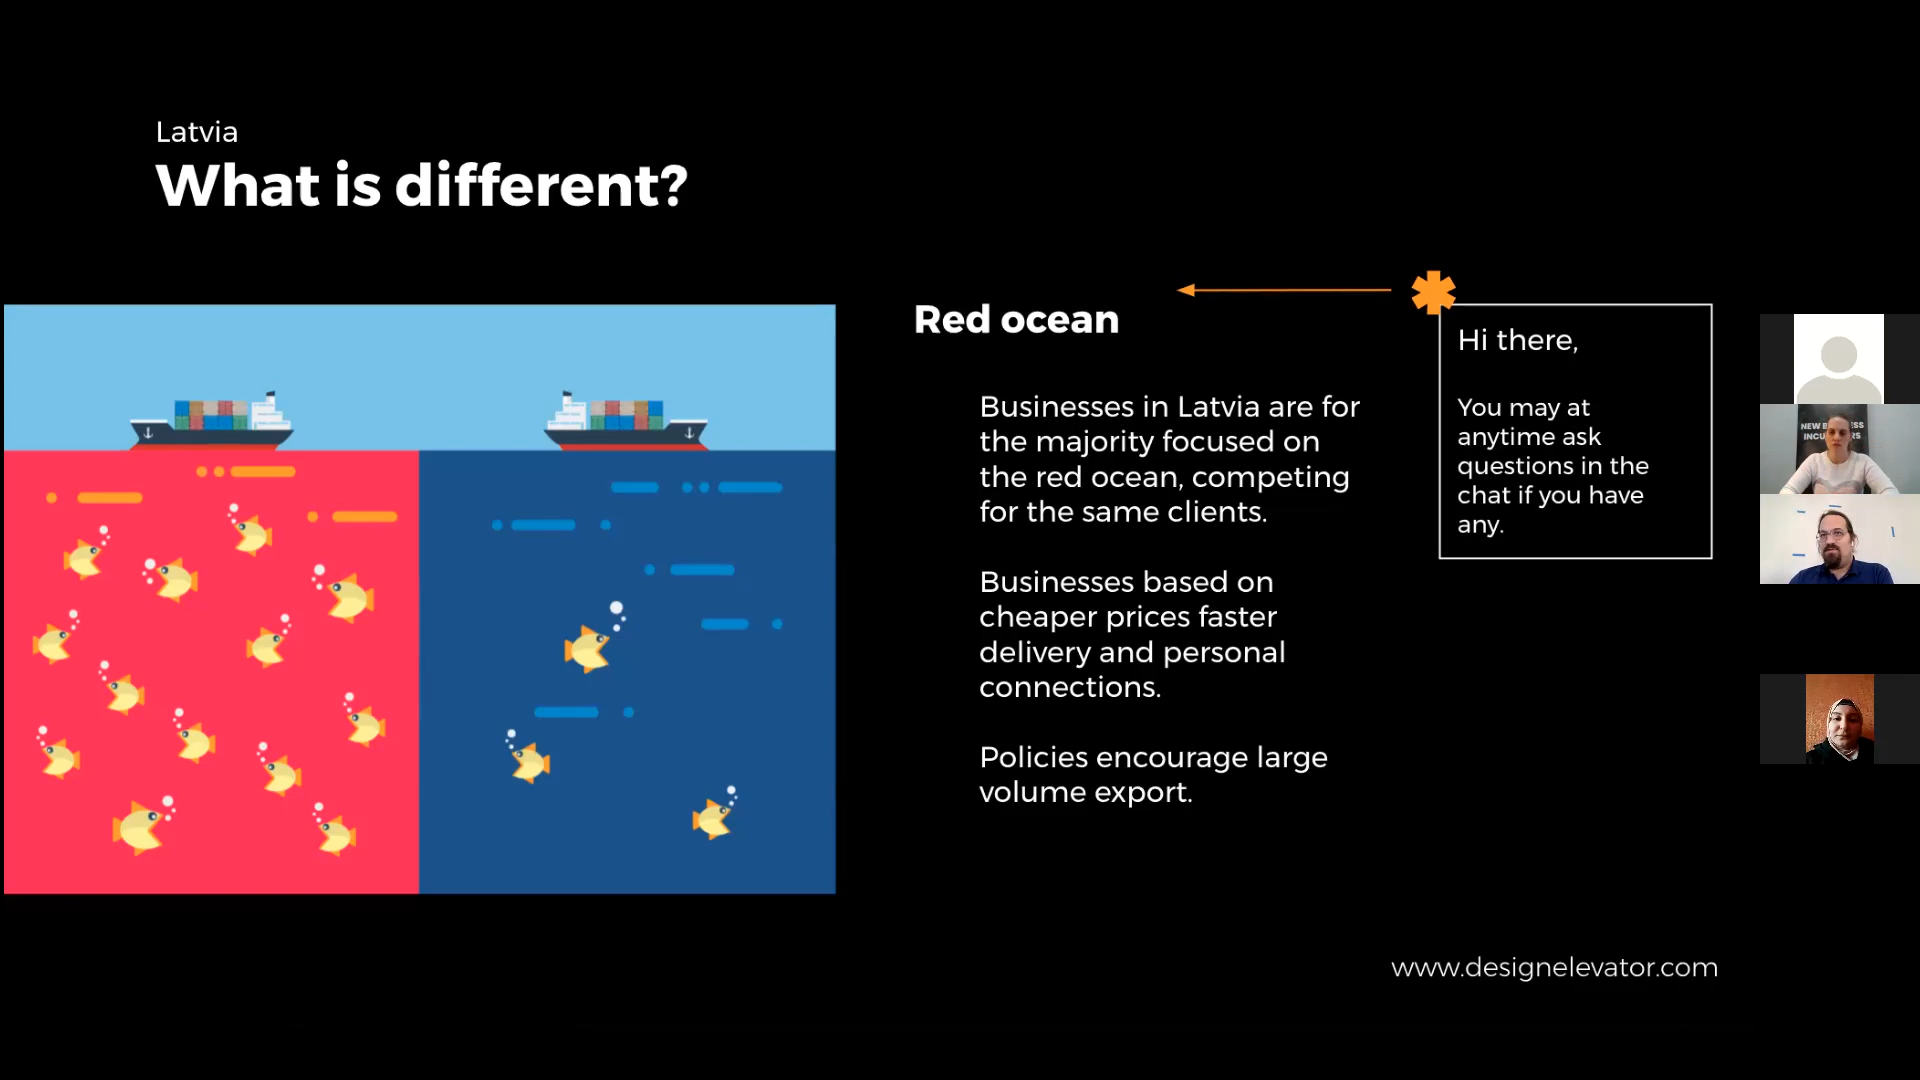 Latvia
What is different?
Red ocean
Businesses in Latvia are for
the majority focused on
the red ocean, competing
for the same clients.
Businesses based on
cheaper prices faster
delivery and personal
connections.
Policies encourage large
volume export.
Hi there,
You may at
anytime ask
questions in the
chat if you have
any.
NEW
www.designelevator.com